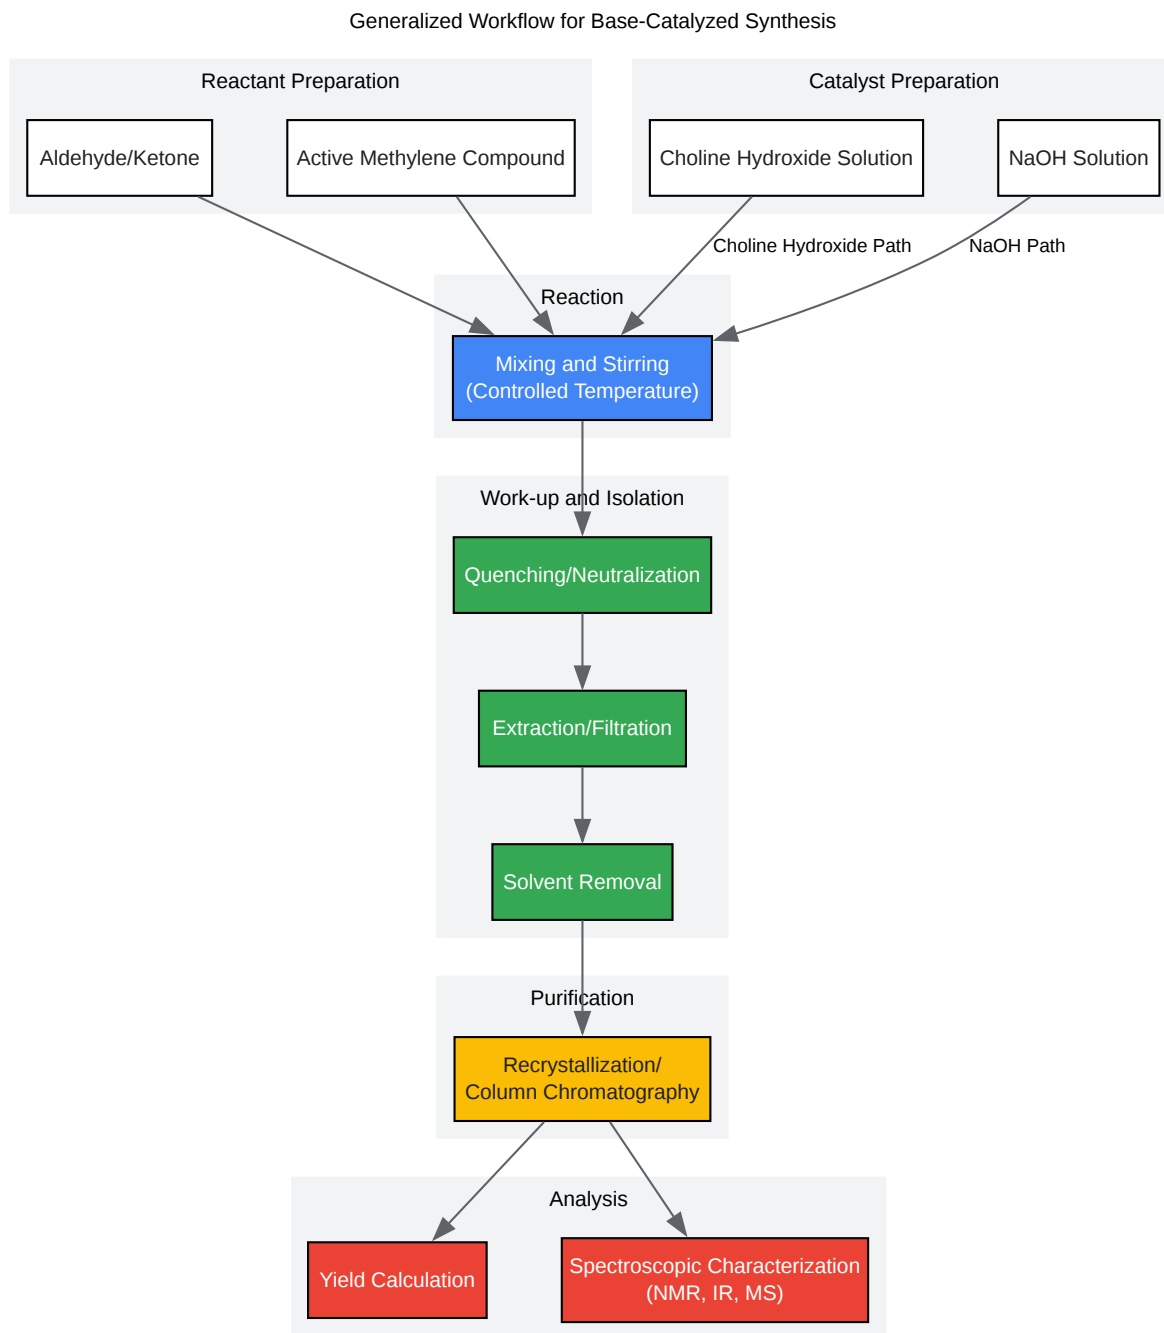 Generalized Workflow for Base-Catalyzed Synthesis
Reactant Preparation
Catalyst Preparation
Aldehyde/Ketone
Active Methylene Compound
Choline Hydroxide Solution
NaOH Solution
Choline Hydroxide Path
NaOH Path
Reaction
Mixing and Stirring
(Controlled Temperature)
Work-up and Isolation
Quenching/Neutralization
Extraction/Filtration
Solvent Removal
Purification
Recrystallization/
Column Chromatography
Analysis
Yield Calculation
Spectroscopic Characterization
(NMR, IR, MS)